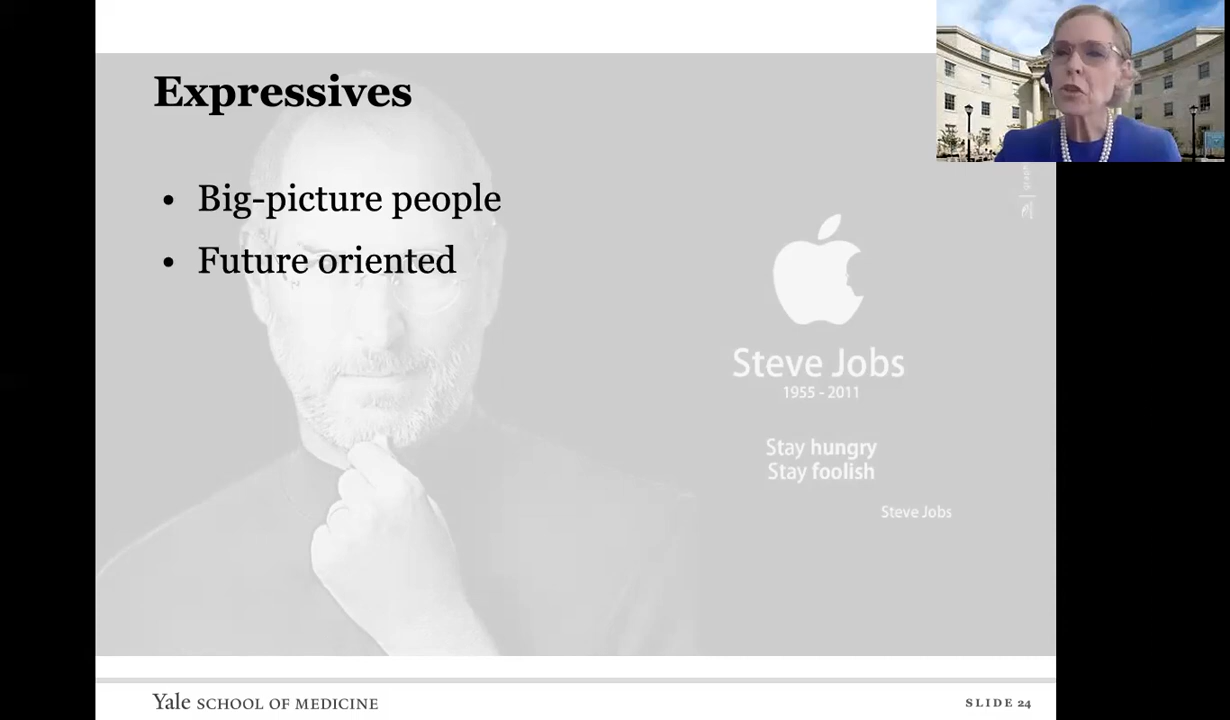 Expressives
• Big-picture people
• Future oriented
Steve Jobs
1955 - 2011
Stay hungry
Stay foolish
Steve Jobs
Yale SCHOOL OF MEDICINE
SLIDE 24